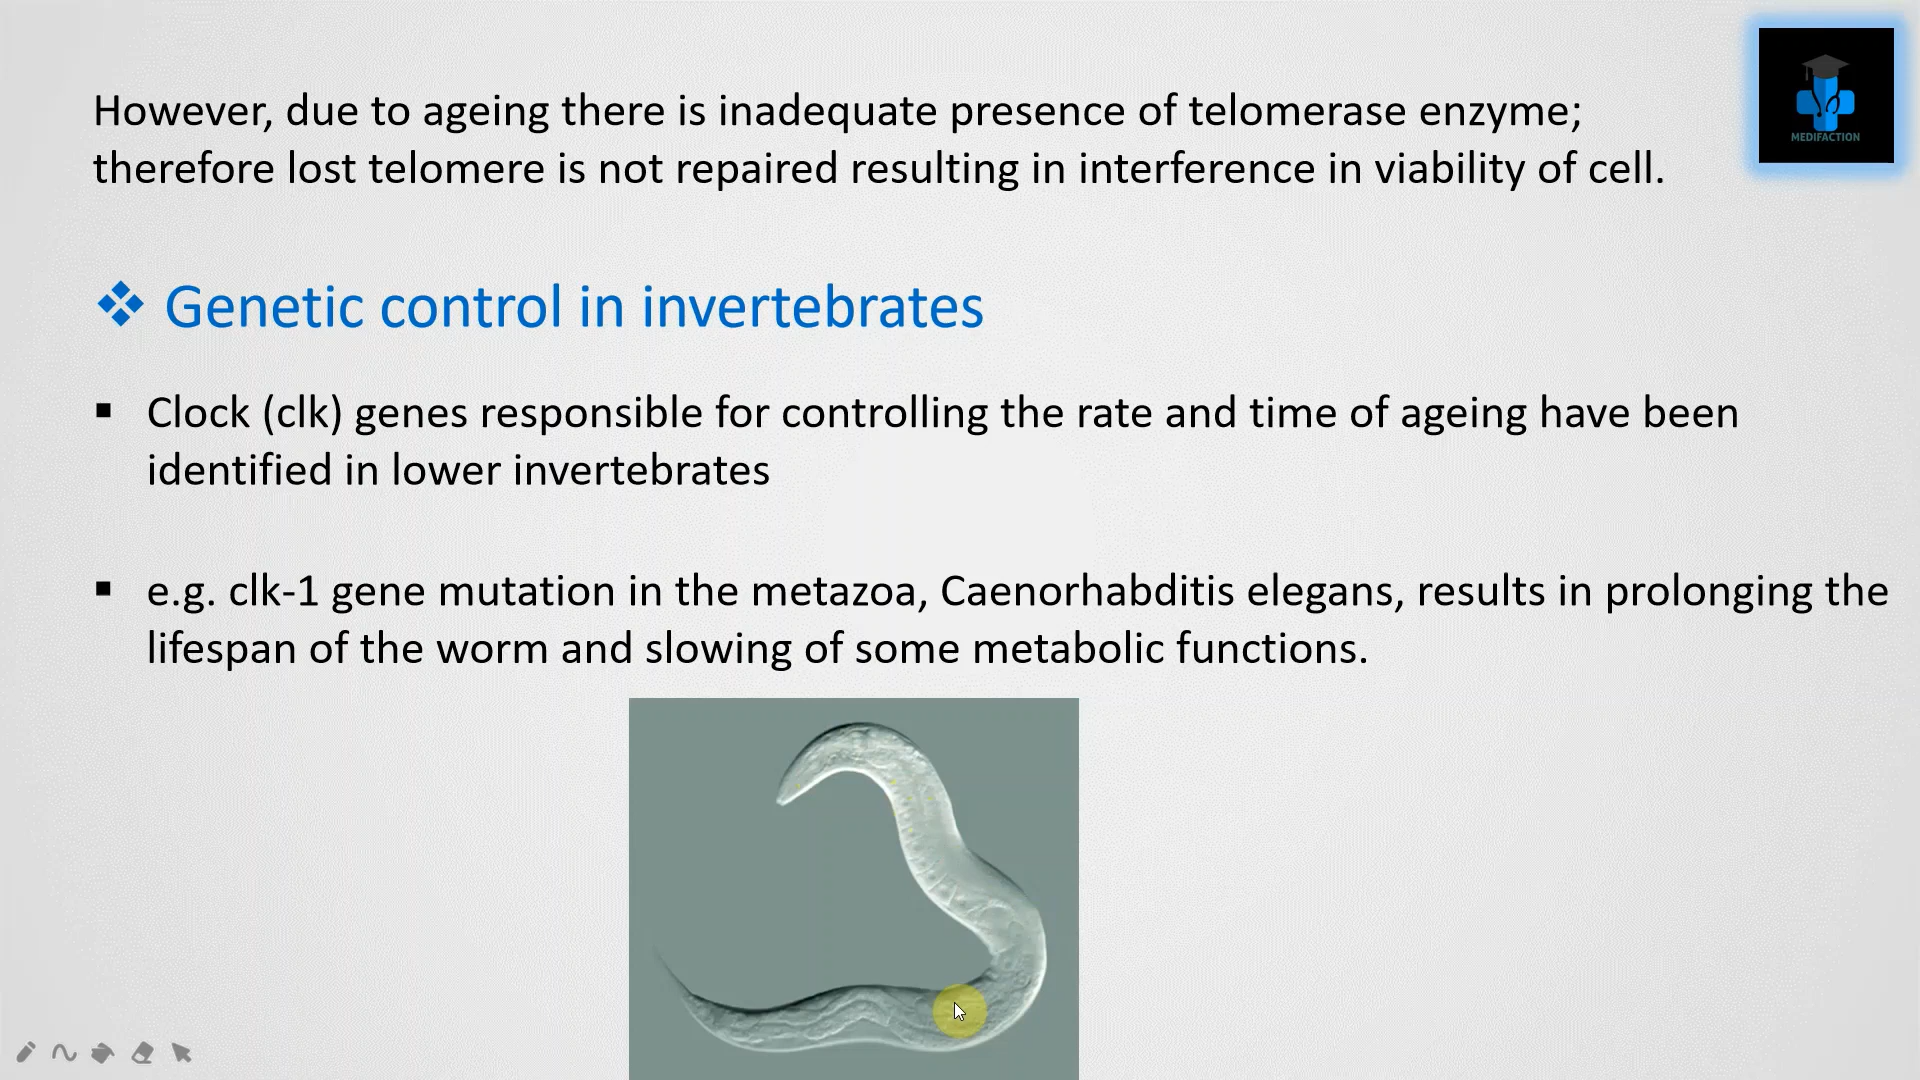 MEDIFACTION
However, due to ageing there is inadequate presence of telomerase enzyme;
therefore lost telomere is not repaired resulting in interference in viability of cell.
Genetic control in invertebrates
Clock (clk) genes responsible for controlling the rate and time of ageing have been
identified in lower invertebrates
e.g. clk-1 gene mutation in the metazoa, Caenorhabditis elegans, results in prolonging the
lifespan of the worm and slowing of some metabolic functions.